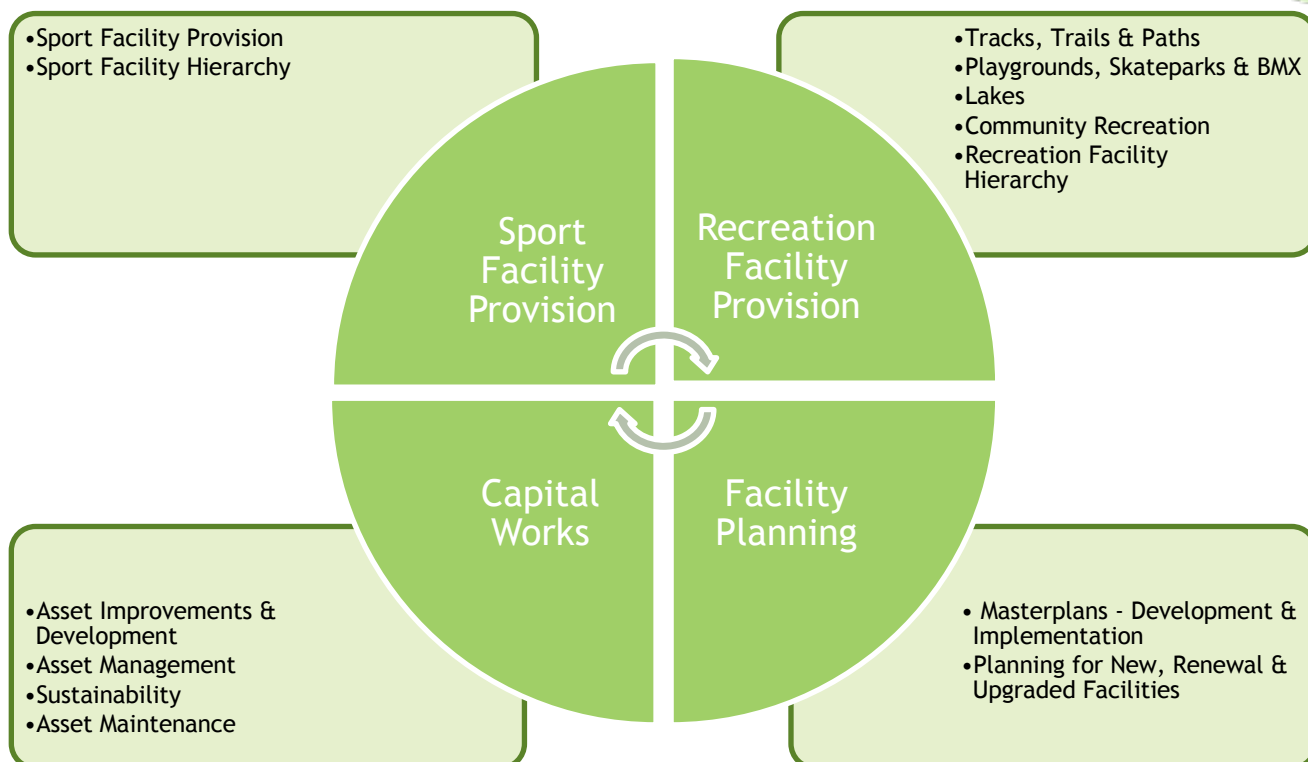 •Sport Facility Provision
•Sport Facility Hierarchy
•Tracks, Trails & Paths
•Playgrounds, Skateparks & BMX
•Lakes
•Community Recreation
•Recreation Facility
Hierarchy
Sport
Facility
Provision
Recreation
Facility
Provision
Capital
Works
Facility
Planning
•Asset Improvements &
Development
•Asset Management
•Sustainability
•Asset Maintenance
• Masterplans - Development &
Implementation
•Planning for New, Renewal &
Upgraded Facilities